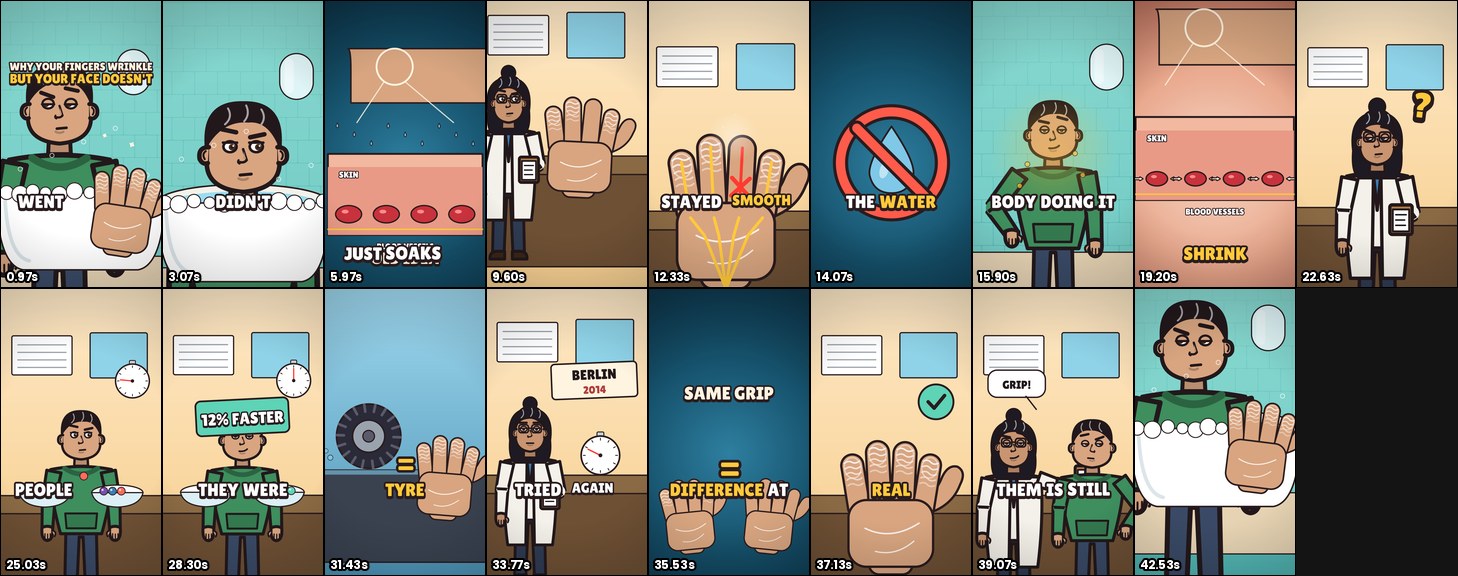 WHY YOUR FINGERS WRINKLE
BUT YOUR FACE DOESN'T
WENT
0.97s
DIDN'T
3.07s
SKIN
JUST SOAKS
5.97s
9.60s
STAYED SMOOTH
12.33s
THE WATER
14.07s
BODY DOING IT
15.90s
SKIN
BLOOD VESSELS
SHRINK
19.20s
?
22.63s
PEOPLE
25.03s
12% FASTER
THEY WERE
28.30s
=
TYRE
31.43s
BERLIN
2014
TRIED AGAIN
33.77s
SAME GRIP
=
DIFFERENCE AT
35.53s
REAL
37.13s
GRIP!
THEM IS STILL
39.07s
42.53s